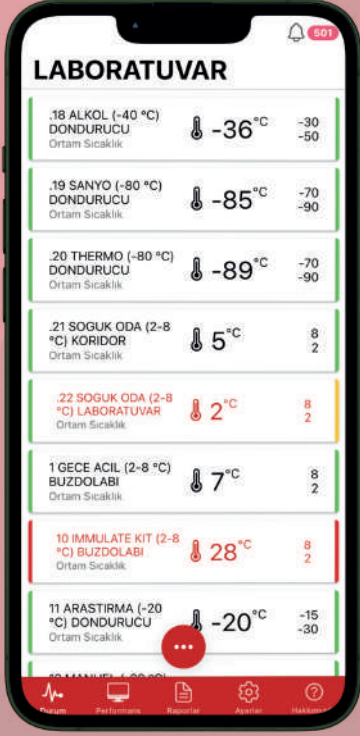 501
LABORATUVAR
.18 ALKOL (-40 °C)
DONDURUCU
Ortam Sıcaklık
-36°C
-30
-50
.19 SANYO (-80 °C)
DONDURUCU
Ortam Sıcaklık
-85°C
-70
-90
.20 THERMO (-80 °C)
DONDURUCU
Ortam Sıcaklık
-89°C
-70
-90
.21 SOGUK ODA (2-8
°C) KORIDOR
Ortam Sıcaklık
5°C
8
2
.22 SOGUK ODA (2-8
°C) LABORATUVAR
Ortam Sıcaklık
2°C
8
2
1 GECE ACIL (2-8 °C)
BUZDOLABI
Ortam Sıcaklık
7°C
8
2
10 IMMULATE KIT (2-8
°C) BUZDOLABI
Ortam Sıcaklık
28°C
8
2
11 ARASTIRMA (-20
°C) DONDURUCU
Ortam Sıcaklık
-20°C
-15
-30
Durum
Performans
Raporlar
Ayarlar